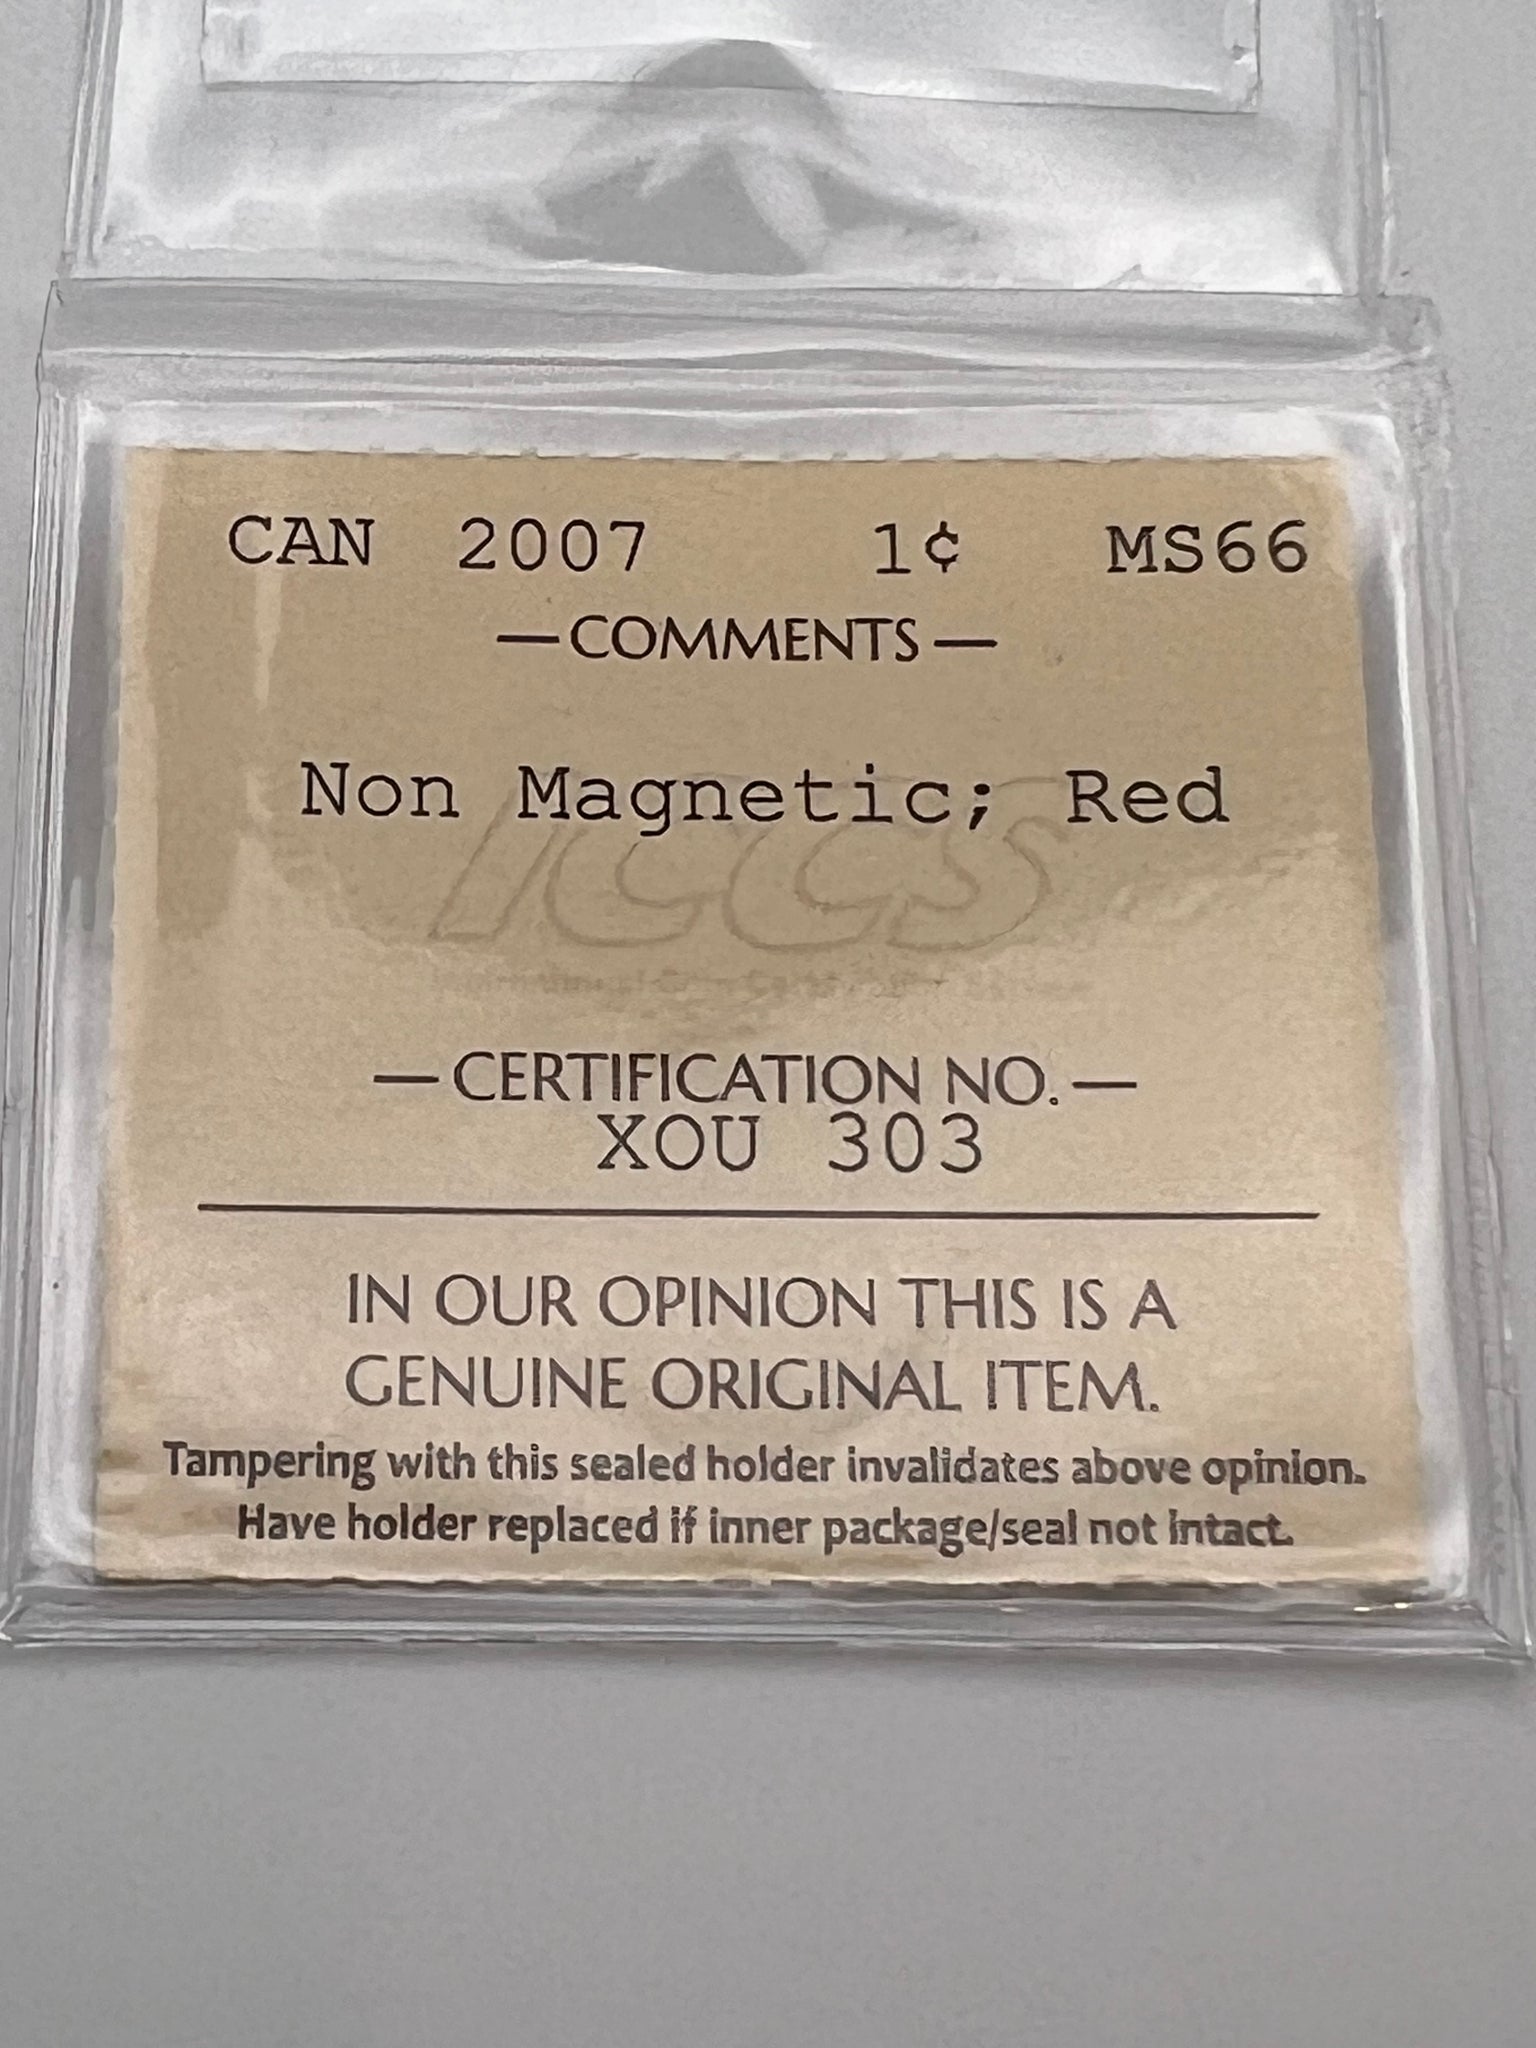 CAN 2007 1¢ MS66
—COMMENTS—
Non Magnetic; Red
ICCS
—CERTIFICATION NO.—
XOU 303
IN OUR OPINION THIS IS A
GENUINE ORIGINAL ITEM.
Tampering with this sealed holder invalidates above opinion.
Have holder replaced if inner package/seal not intact.